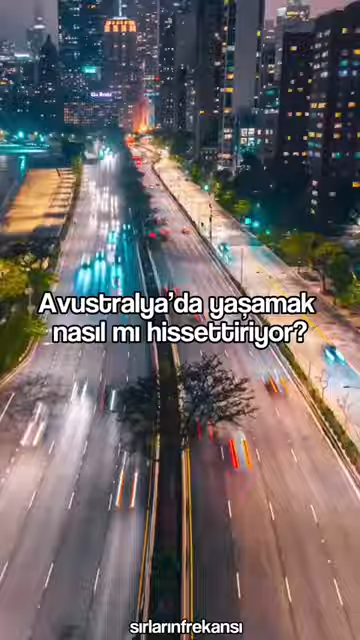 Avustralya'da yaşamak
nasıl mı hissettiriyor?
sırlarınfrekansı